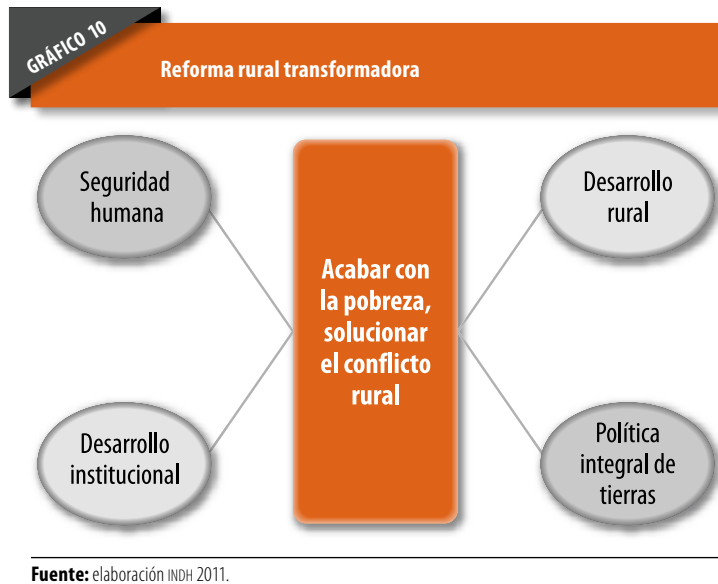 GRÁFICO 10
Reforma rural transformadora
Seguridad
humana
Desarrollo
rural
Acabar con
la pobreza,
solucionar
el conflicto
rural
Desarrollo
institucional
Política
integral de
tierras
Fuente: elaboración INDH 2011.